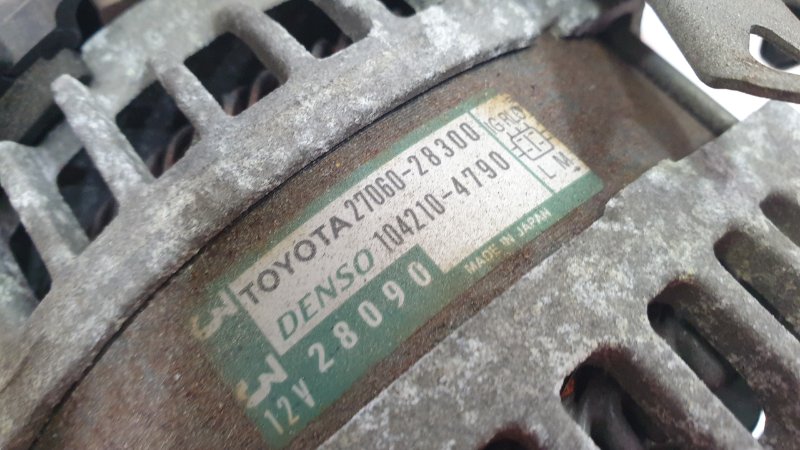 TOYOTA 27060-28300
DENSO 104210-4790
12V 28090
MADE IN JAPAN
L M